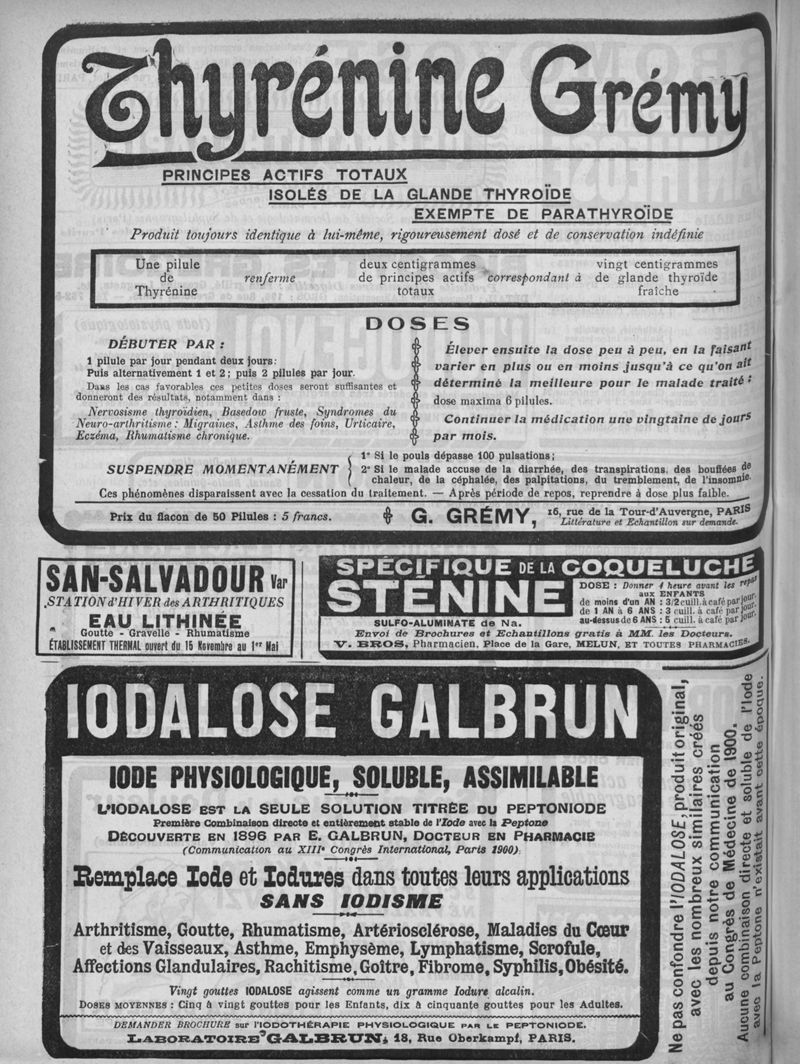 Thyrénine Grémy
PRINCIPES ACTIFS TOTAUX
ISOLÉS DE LA GLANDE THYROÏDE
EXEMPTE DE PARATHYROÏDE
Produit toujours identique à lui-même, rigoureusement dosé et de conservation indéfinie
Une pilule de Thyrénine renferme deux centigrammes de principes actifs totaux correspondant à vingt centigrammes de glande thyroïde fraîche
DOSES
DÉBUTER PAR :
1 pilule par jour pendant deux jours:
Puis alternativement 1 et 2; puis 2 pilules par jour.
Dans les cas favorables ces petites doses seront suffisantes et
donneront des résultats, notamment dans :
Nervosisme thyroïdien, Basedow fruste, Syndromes du
Neuro-arthritisme : Migraines, Asthme des foins, Urticaire,
Eczéma, Rhumatisme chronique.
Élever ensuite la dose peu à peu, en la faisant
varier en plus ou en moins jusqu'à ce qu'on ait
déterminé la meilleure pour le malade traité :
dose maxima 6 pilules.
Continuer la médication une vingtaine de jours
par mois.
SUSPENDRE MOMENTANÉMENT
1º Si le pouls dépasse 100 pulsations;
2º Si le malade accuse de la diarrhée, des transpirations, des bouffées de
chaleur, de la céphalée, des palpitations, du tremblement, de l'insomnie.
Ces phénomènes disparaissent avec la cessation du traitement. — Après période de repos, reprendre à dose plus faible.
Prix du flacon de 50 Pilules : 5 francs.
G. GRÉMY, 16, rue de la Tour-d'Auvergne, PARIS
Littérature et Echantillon sur demande.
SAN-SALVADOUR Var
STATION d'HIVER des ARTHRITIQUES
EAU LITHINÉE
Goutte - Gravelle - Rhumatisme
ÉTABLISSEMENT THERMAL ouvert du 15 Novembre au 1er Mai
SPÉCIFIQUE DE LA COQUELUCHE
STÉNINE
SULFO-ALUMINATE de Na.
DOSE : Donner 1 heure avant les repas
aux ENFANTS
de moins d'un AN : 3/2 cuill. à café par jour.
de 1 AN à 6 ANS : 3 cuill. à café par jour.
au-dessus de 6 ANS : 5 cuill. à café par jour.
Envoi de Brochures et Echantillons gratis à MM. les Docteurs.
V. BROS, Pharmacien, Place de la Gare, MELUN, ET TOUTES PHARMACIES.
IODALOSE GALBRUN
IODE PHYSIOLOGIQUE, SOLUBLE, ASSIMILABLE
L'IODALOSE EST LA SEULE SOLUTION TITRÉE DU PEPTONIODE
Première Combinaison directe et entièrement stable de l'Iode avec la Peptone
DÉCOUVERTE EN 1896 PAR E. GALBRUN, DOCTEUR EN PHARMACIE
(Communication au XIIIe Congrès International, Paris 1900).
Remplace Iode et Iodures dans toutes leurs applications
SANS IODISME
Arthritisme, Goutte, Rhumatisme, Artériosclérose, Maladies du Cœur
et des Vaisseaux, Asthme, Emphysème, Lymphatisme, Scrofule,
Affections Glandulaires, Rachitisme, Goître, Fibrome, Syphilis, Obésité.
Vingt gouttes IODALOSE agissent comme un gramme Iodure alcalin.
DOSES MOYENNES : Cinq à vingt gouttes pour les Enfants, dix à cinquante gouttes pour les Adultes.
DEMANDER BROCHURE sur l'IODOTHÉRAPIE PHYSIOLOGIQUE PAR LE PEPTONIODE.
LABORATOIRE GALBRUN, 18, Rue Oberkampf, PARIS.
Ne pas confondre l'IODALOSE, produit original,
avec les nombreux similaires créés
depuis notre communication
au Congrès de Médecine de 1900.
Aucune combinaison directe et soluble de l'Iode
avec la Peptone n'existait avant cette époque.